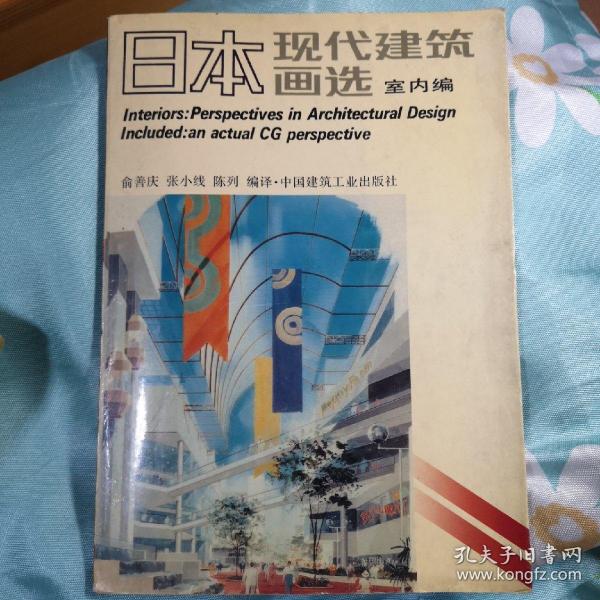 日本 现代建筑画选 室内编
Interiors:Perspectives in Architectural Design
Included:an actual CG perspective
俞善庆 张小线 陈列 编译·中国建筑工业出版社
孔夫子旧书网
www.kongfz.com